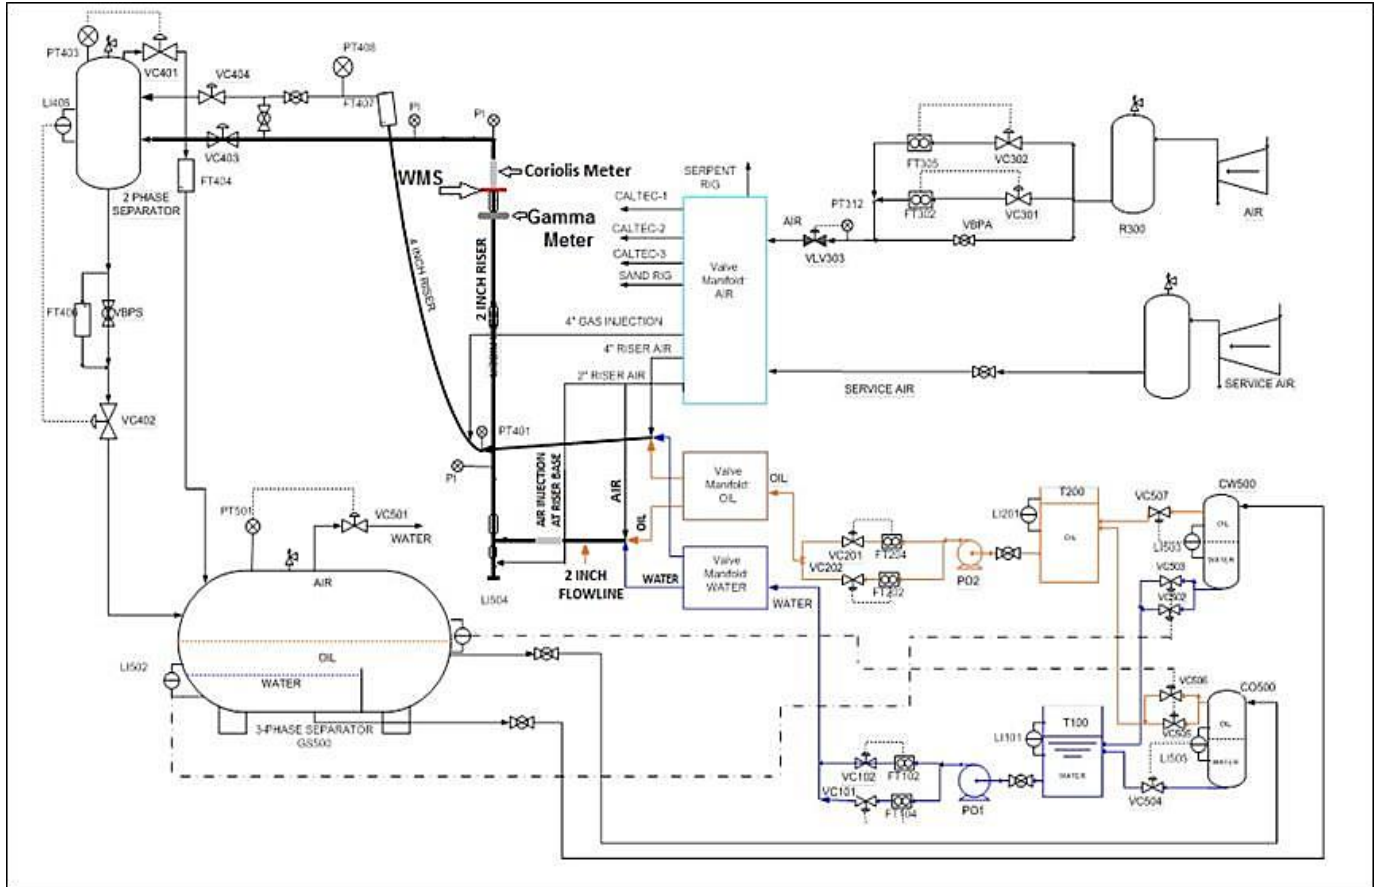 PT403
VC401
VC404
PT408
FT407
LI405
PI
PI
VC403
FT404
2 PHASE
SEPARATOR
WMS
Coriolis Meter
Gamma
Meter
SERPENT
RIG
CALTEC-1
CALTEC-2
CALTEC-3
SAND RIG
Valve
Manifold:
AIR
AIR
PT312
VLV303
FT305
VC302
FT302
VC301
VBPA
R300
AIR
4 INCH RISER
2 INCH RISER
VBPS
4" GAS INJECTION
4" RISER AIR
2" RISER AIR
SERVICE AIR
SERVICE AIR
VC402
PT401
PI
AIR INJECTION
AT RISER BASE
AIR
OIL
Valve
Manifold:
OIL
OIL
WATER
Valve
Manifold:
WATER
WATER
2 INCH
FLOWLINE
LI504
PT501
VC501
WATER
AIR
OIL
WATER
LI502
3-PHASE SEPARATOR
GS500
VC201
FT204
VC202
FT202
PO2
LI201
T200
OIL
VC507
CW500
OIL
WATER
LI503
VC503
VC502
VC506
VC505
CO500
OIL
WATER
LI505
VC504
LI101
T100
WATER
VC102
FT102
VC101
FT104
PO1